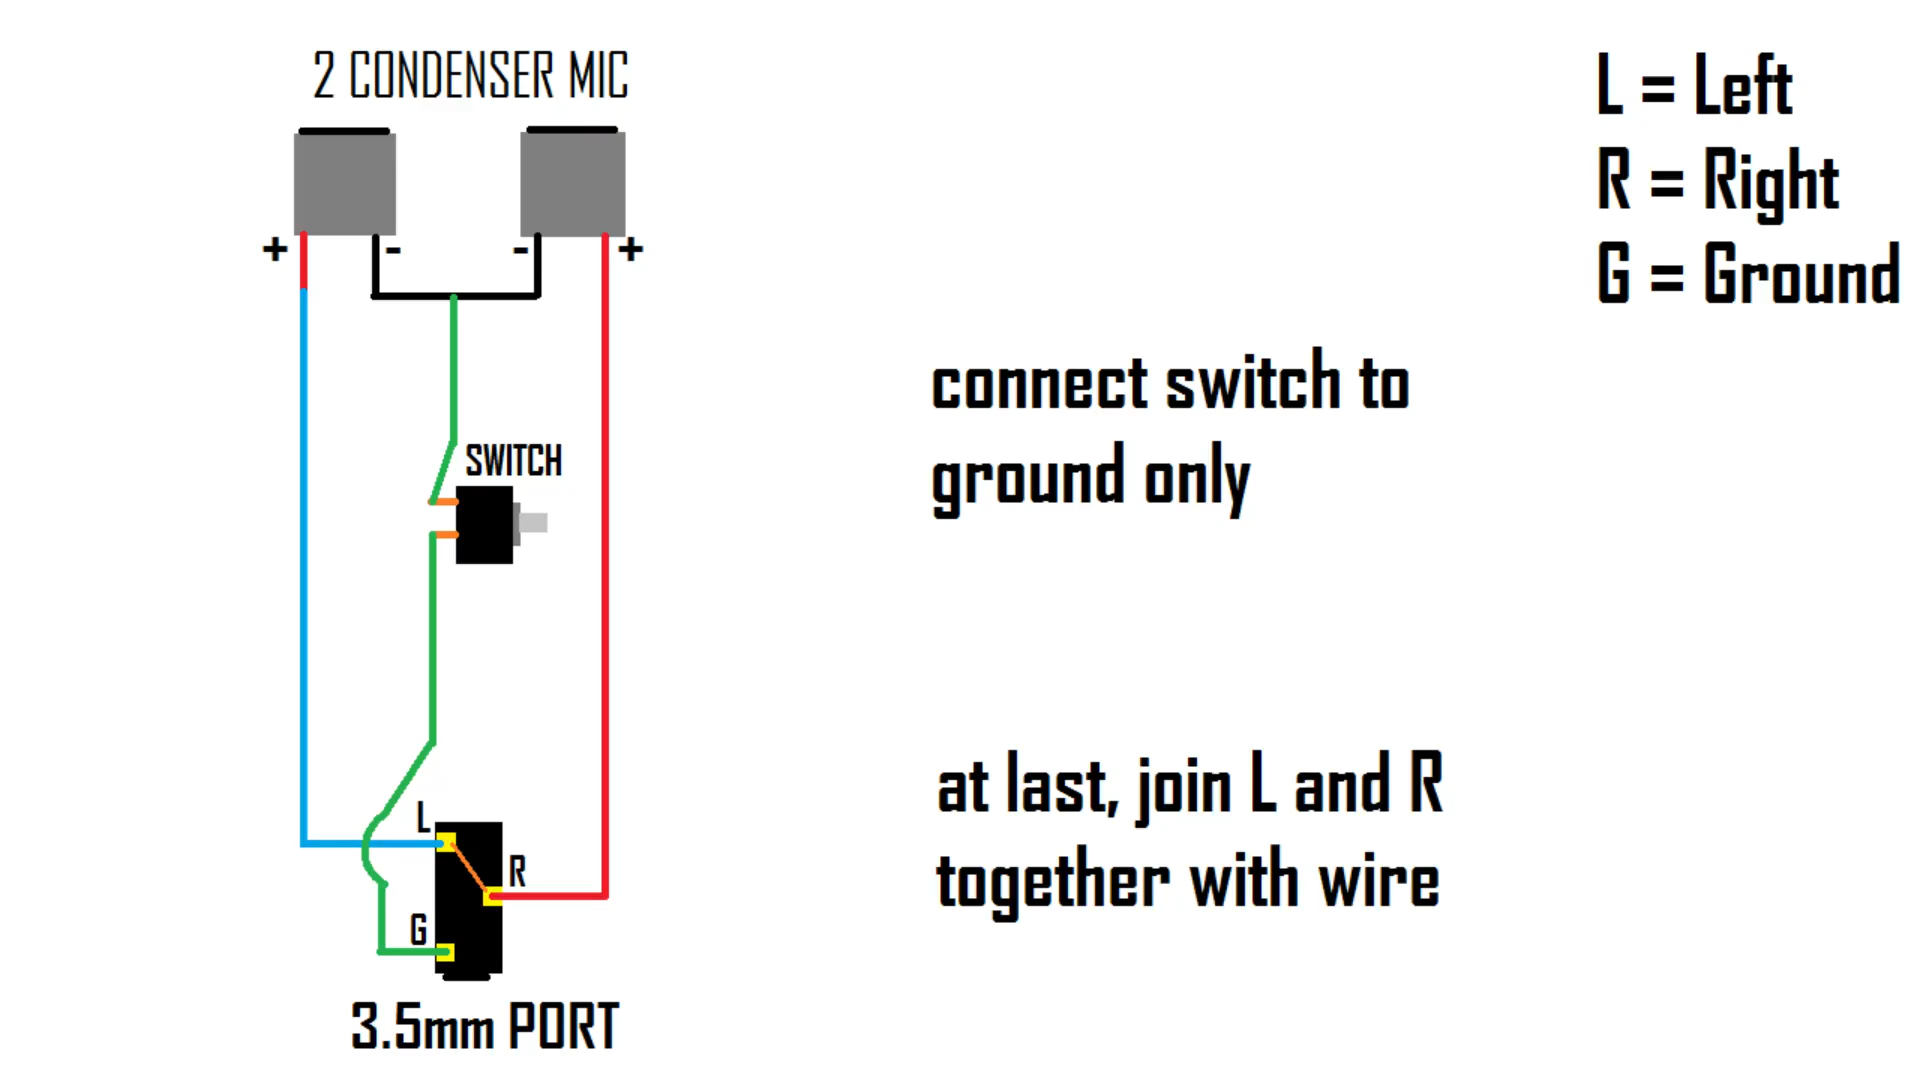 2 CONDENSER MIC
L = Left
R = Right
G = Ground
+ - - +
connect switch to
ground only
SWITCH
at last, join L and R
together with wire
L
R
G
3.5mm PORT